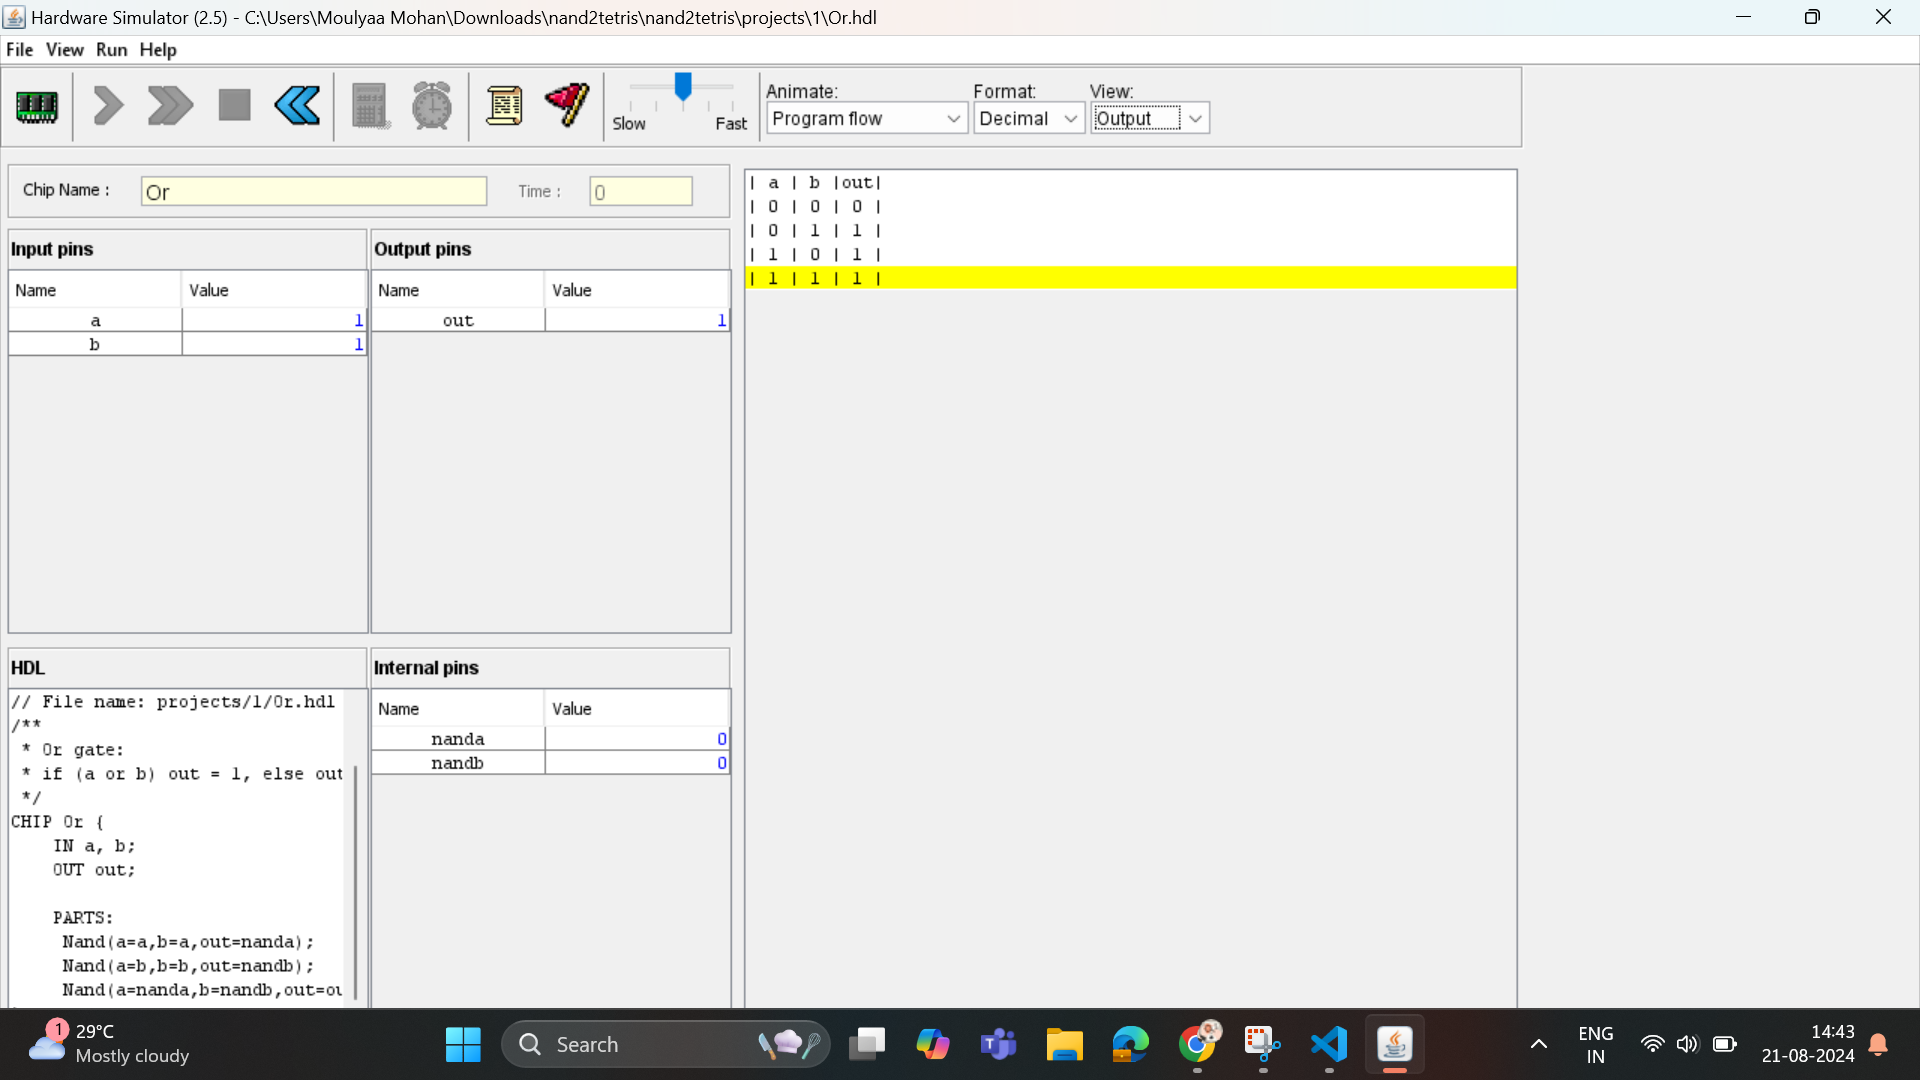 Hardware Simulator (2.5) - C:\Users\Moulyaa Mohan\Downloads\nand2tetris\nand2tetris\projects\1\Or.hdl
File View Run Help
Slow Fast
Animate:
Program flow
Format:
Decimal
View:
Output
Chip Name :
Or
Time :
0
Input pins
Name Value
a 1
b 1
Output pins
Name Value
out 1
| a | b |out|
| 0 | 0 | 0 |
| 0 | 1 | 1 |
| 1 | 0 | 1 |
| 1 | 1 | 1 |
HDL
// File name: projects/1/Or.hdl
/**
* Or gate:
* if (a or b) out = 1, else out
*/
CHIP Or {
IN a, b;
OUT out;
PARTS:
Nand(a=a,b=a,out=nanda);
Nand(a=b,b=b,out=nandb);
Nand(a=nanda,b=nandb,out=ou
Internal pins
Name Value
nanda 0
nandb 0
1
29°C
Mostly cloudy
Search
ENG
IN
14:43
21-08-2024